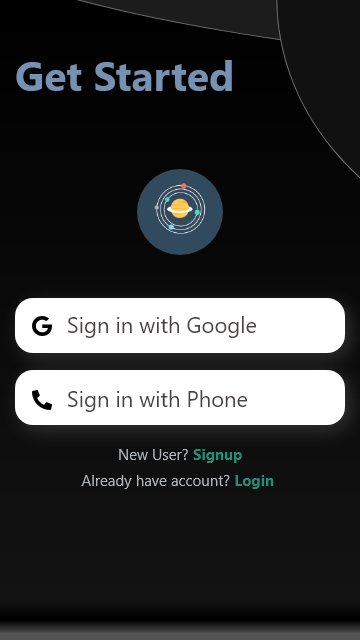 Get Started
Sign in with Google
Sign in with Phone
New User? Signup
Already have account? Login